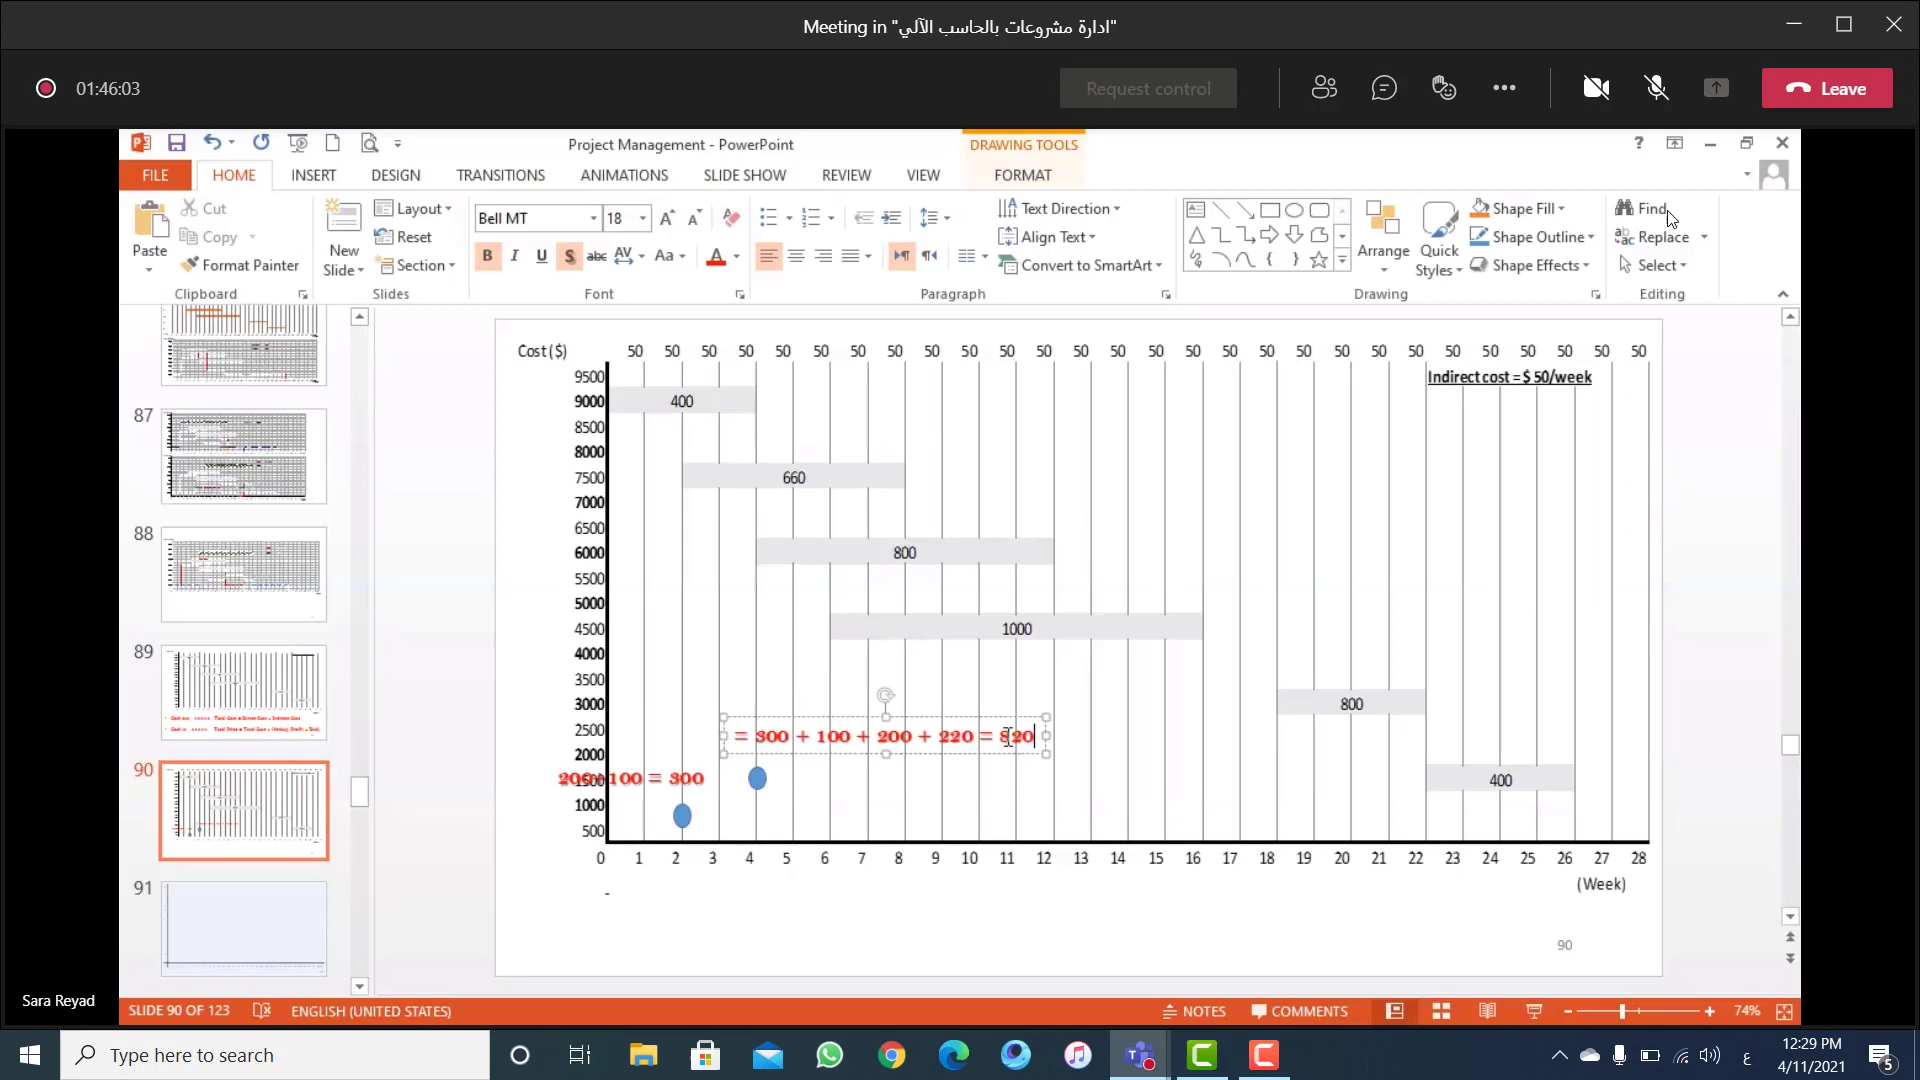 Meeting in "ادارة مشروعات بالحاسب الآلي"
01:46:03
Request control
Leave
Project Management - PowerPoint
DRAWING TOOLS
?
FILE
HOME
INSERT
DESIGN
TRANSITIONS
ANIMATIONS
SLIDE SHOW
REVIEW
VIEW
FORMAT
Paste
Cut
Copy
Format Painter
Clipboard
New Slide
Layout
Reset
Section
Slides
Bell MT
18
B I U S abc AV Aa A
Font
Text Direction
Align Text
Convert to SmartArt
Paragraph
Arrange
Quick Styles
Shape Fill
Shape Outline
Shape Effects
Drawing
Find
Replace
Select
Editing
87
88
89
90
91
Cost ($)
50 50 50 50 50 50 50 50 50 50 50 50 50 50 50 50 50 50 50 50 50 50 50 50 50 50 50 50
Indirect cost = $ 50/week
9500
9000
8500
8000
7500
7000
6500
6000
5500
5000
4500
4000
3500
3000
2500
2000
1500
1000
500
400
660
800
1000
800
400
= 300 + 100 + 200 + 220 = 820
200+100 = 300
0 1 2 3 4 5 6 7 8 9 10 11 12 13 14 15 16 17 18 19 20 21 22 23 24 25 26 27 28
(Week)
-
90
Sara Reyad
SLIDE 90 OF 123
ENGLISH (UNITED STATES)
NOTES
COMMENTS
74%
Type here to search
ع
12:29 PM
4/11/2021
5